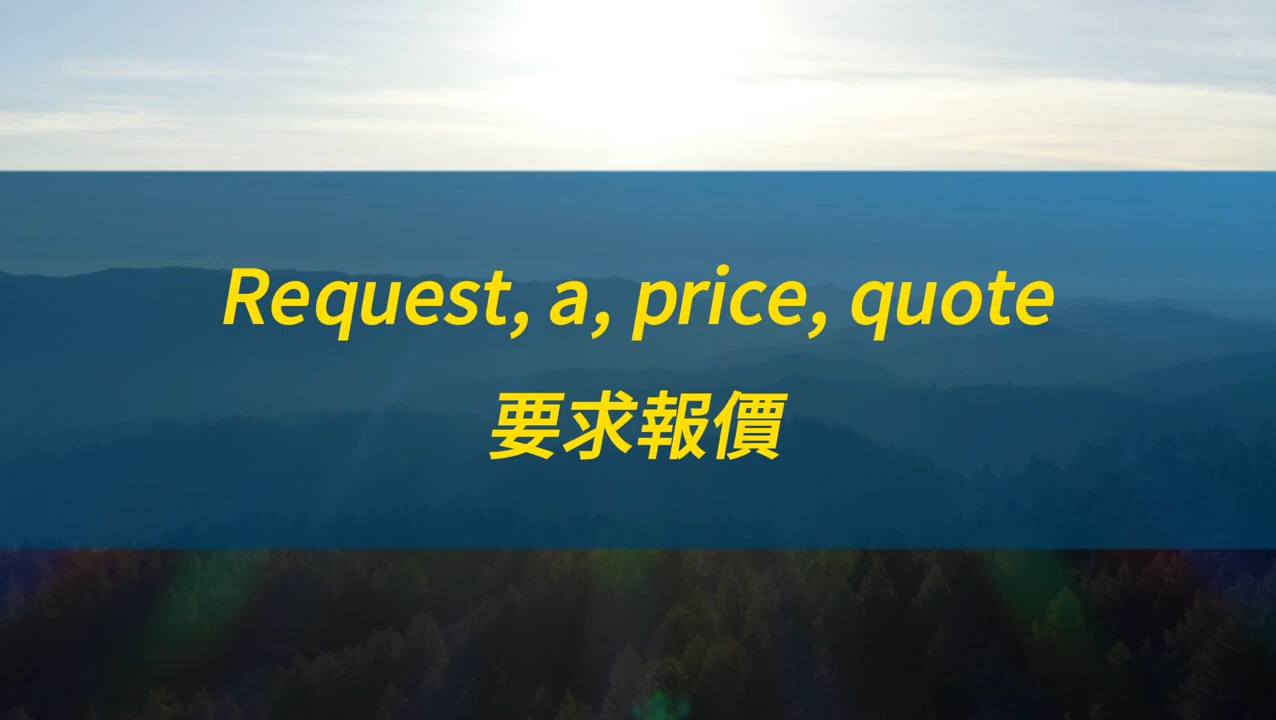 Request, a, price, quote
要求報價